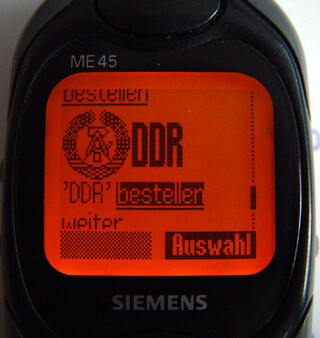 ME45
bestellen
DDR
'DDR' bestellen
weiter
Auswahl
SIEMENS